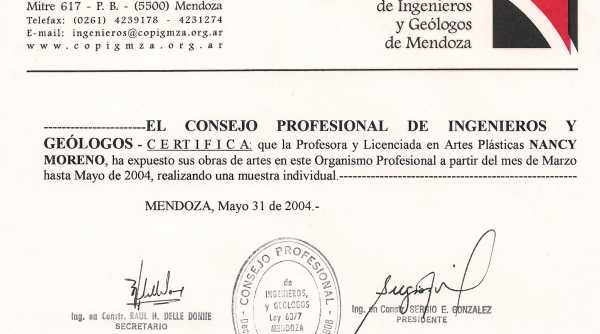 Mitre 617 - P. B. - (5500) Mendoza
Telefax: (0261) 4239178 - 4231274
E-mail: ingenieros@copigmza.org.ar
www.copigmza.org.ar
de Ingenieros
y Geólogos
de Mendoza
-----------------------EL CONSEJO PROFESIONAL DE INGENIEROS Y
GEÓLOGOS - C E R T I F I C A: que la Profesora y Licenciada en Artes Plásticas NANCY
MORENO, ha expuesto sus obras de artes en este Organismo Profesional a partir del mes de Marzo
hasta Mayo de 2004, realizando una muestra individual.-----------------------------------------------------
MENDOZA, Mayo 31 de 2004.-
CONSEJO PROFESIONAL
de
INGENIEROS,
y GEOLOGOS
Ley 6377
MENDOZA
Ing. en Constr. RAUL H. DELLE DONNE
SECRETARIO
Ing. en Constr. SERGIO E. GONZALEZ
PRESIDENTE